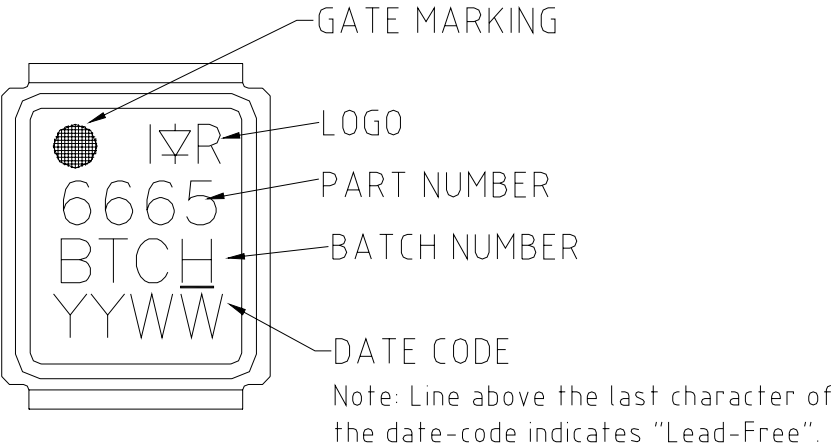 GATE MARKING
I R
LOGO
6665
PART NUMBER
BTCH
BATCH NUMBER
YYWW
DATE CODE
Note: Line above the last character of
the date-code indicates "Lead-Free".